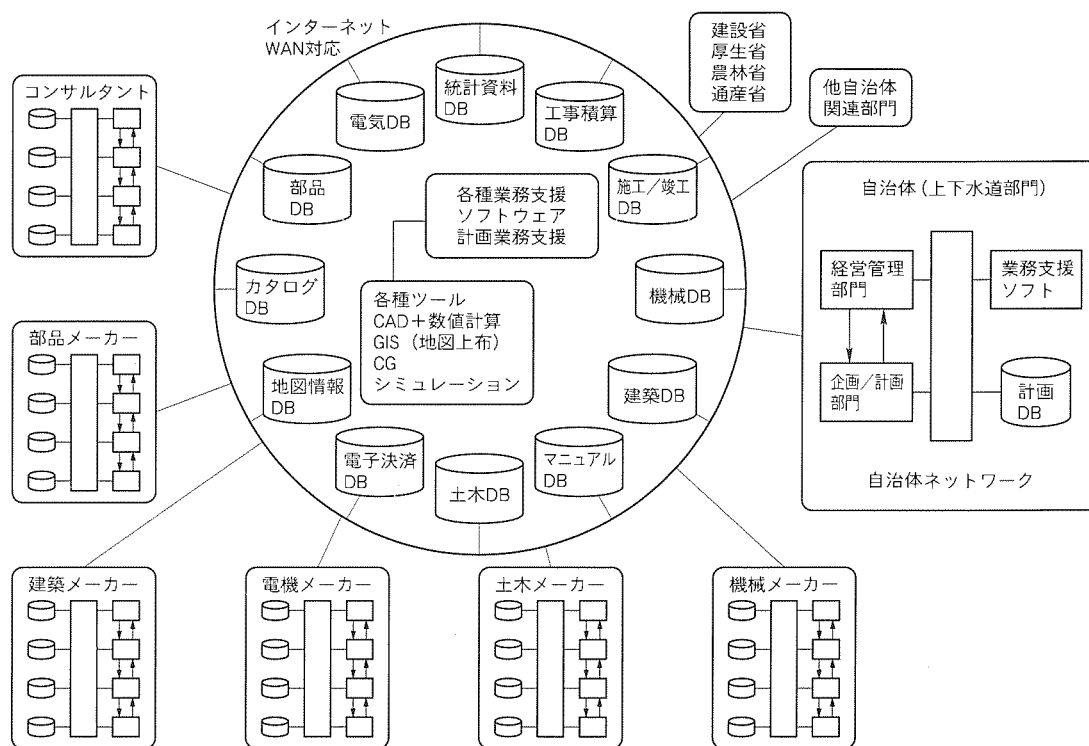 インターネット
WAN対応
建設省
厚生省
農林省
通産省
他自治体
関連部門
コンサルタント
統計資料
DB
電気DB
工事積算
DB
部品
DB
施工／竣工
DB
各種業務支援
ソフトウェア
計画業務支援
カタログ
DB
機械DB
各種ツール
CAD＋数値計算
GIS（地図上布）
CG
シミュレーション
地図情報
DB
建築DB
電子決済
DB
土木DB
マニュアル
DB
自治体（上下水道部門）
経営管理
部門
業務支援
ソフト
企画／計画
部門
計画
DB
自治体ネットワーク
部品メーカー
建築メーカー
電機メーカー
土木メーカー
機械メーカー